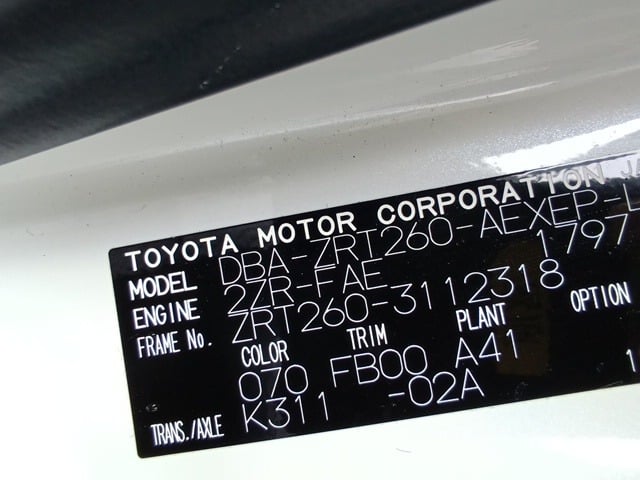 TOYOTA MOTOR CORPORATION
MODEL DBA-ZRT260-AEXEP-
ENGINE 2ZR-FAE 1797
FRAME No. ZRT260-3112318
COLOR TRIM PLANT OPTION
070 FB00 A41
TRANS./AXLE K311 -02A